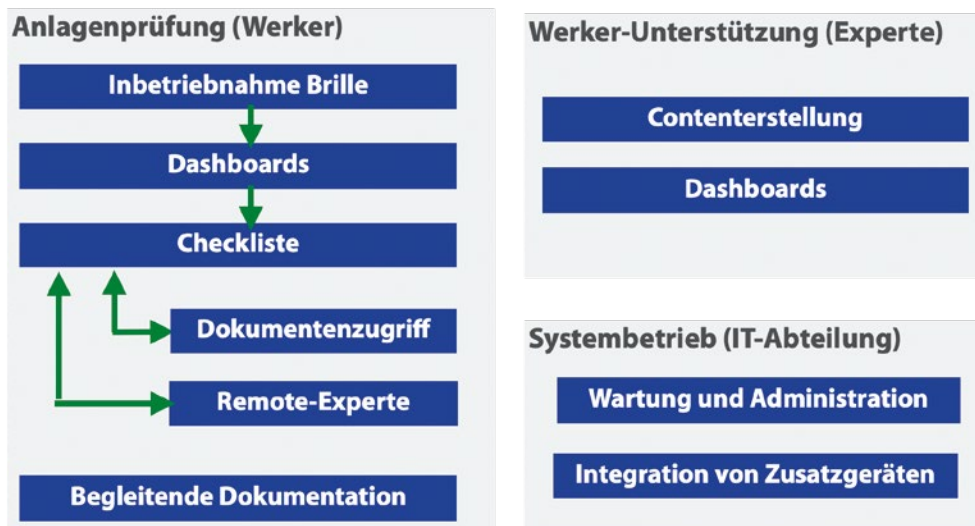 Anlagenprüfung (Werker)
Inbetriebnahme Brille
Dashboards
Checkliste
Dokumentenzugriff
Remote-Experte
Begleitende Dokumentation
Werker-Unterstützung (Experte)
Contenterstellung
Dashboards
Systembetrieb (IT-Abteilung)
Wartung und Administration
Integration von Zusatzgeräten